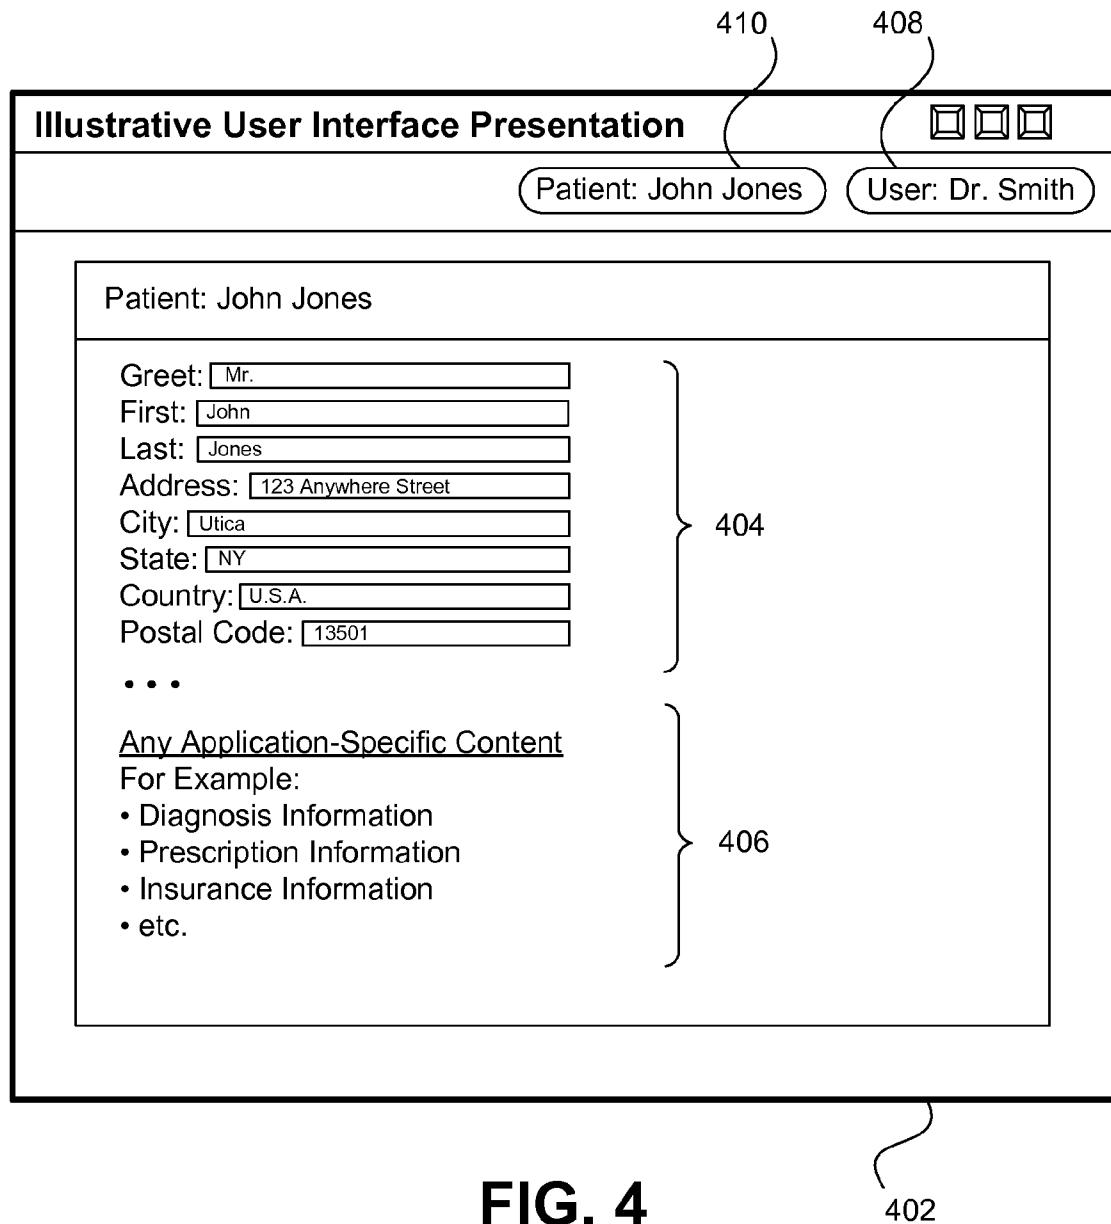 410 408
Illustrative User Interface Presentation
Patient: John Jones User: Dr. Smith
Patient: John Jones
Greet: Mr.
First: John
Last: Jones
Address: 123 Anywhere Street
City: Utica
State: NY
Country: U.S.A.
Postal Code: 13501
• • •
404
Any Application-Specific Content
For Example:
• Diagnosis Information
• Prescription Information
• Insurance Information
• etc.
406
402
FIG. 4